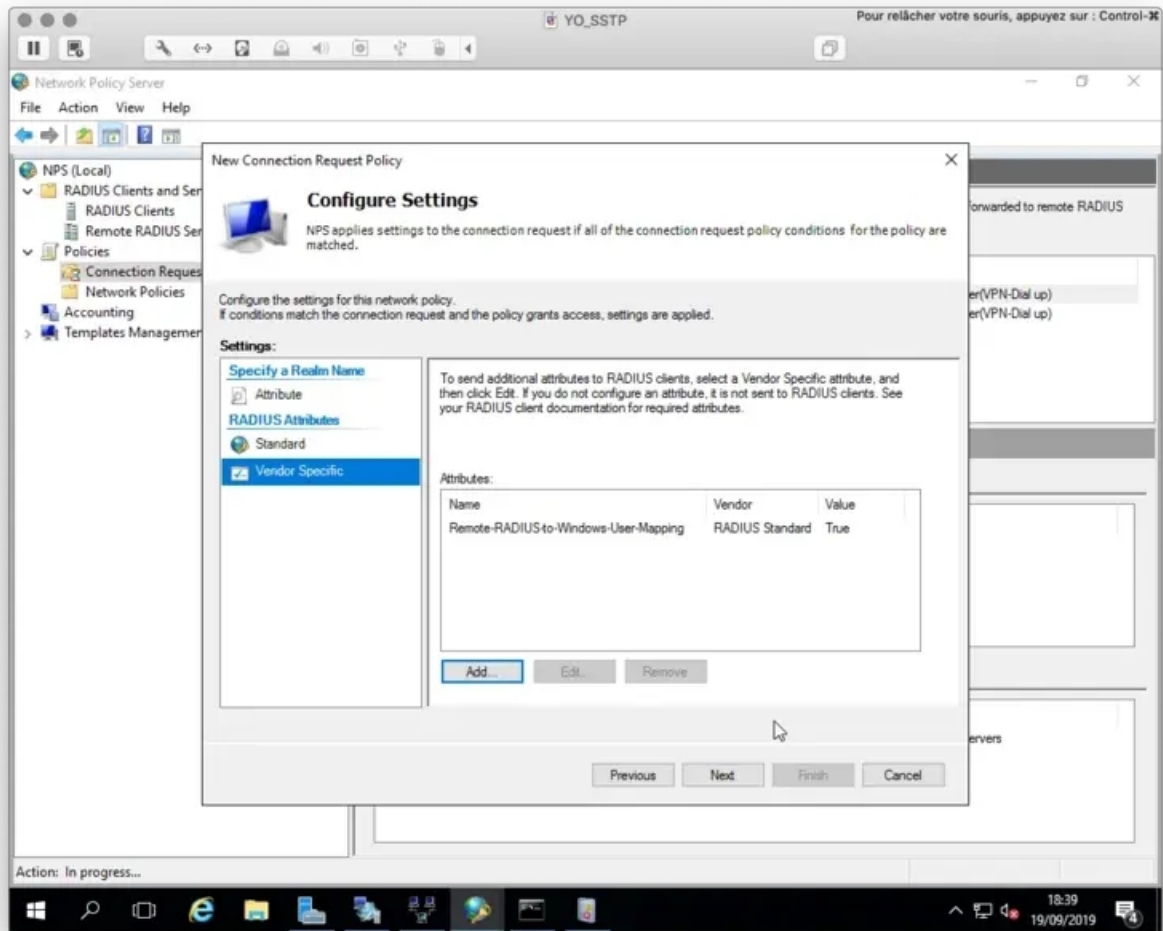 YO_SSTP
Pour relâcher votre souris, appuyez sur : Control-⌘
Network Policy Server
File Action View Help
NPS (Local)
RADIUS Clients and Ser
RADIUS Clients
Remote RADIUS Ser
Policies
Connection Reques
Network Policies
Accounting
Templates Managemer
New Connection Request Policy
Configure Settings
NPS applies settings to the connection request if all of the connection request policy conditions for the policy are
matched.
Configure the settings for this network policy.
If conditions match the connection request and the policy grants access, settings are applied.
Settings:
Specify a Realm Name
Attribute
RADIUS Attributes
Standard
Vendor Specific
To send additional attributes to RADIUS clients, select a Vendor Specific attribute, and
then click Edit. If you do not configure an attribute, it is not sent to RADIUS clients. See
your RADIUS client documentation for required attributes.
Attributes:
Name Vendor Value
Remote-RADIUS-to-Windows-User-Mapping RADIUS Standard True
Add...
Edit...
Remove
Previous Next Finish Cancel
forwarded to remote RADIUS
er(VPN-Dial up)
er(VPN-Dial up)
ervers
Action: In progress...
18:39
19/09/2019
4